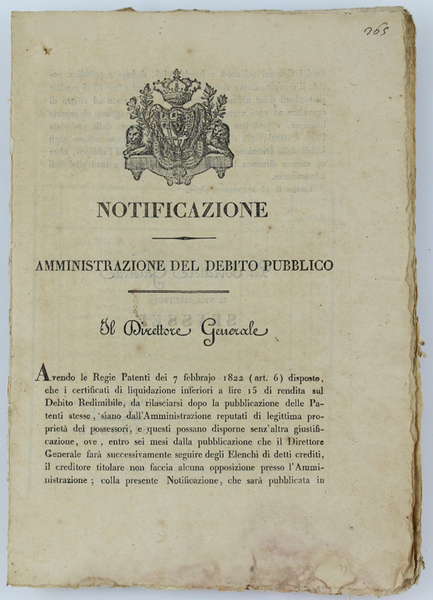 265
NOTIFICAZIONE
AMMINISTRAZIONE DEL DEBITO PUBBLICO
Il Direttore Generale
Avendo le Regie Patenti dei 7 febbrajo 1822 (art. 6) disposto,
che i certificati di liquidazione inferiori a lire 15 di rendita sul
Debito Redimibile, da rilasciarsi dopo la pubblicazione delle Pa-
tenti stesse, siano dall'Amministrazione reputati di legittima pro-
prietà dei possessori, e questi possano disporne senz'altra giustifi-
cazione, ove, entro sei mesi dalla pubblicazione che il Direttore
Generale farà successivamente seguire degli Elenchi di detti crediti,
il creditore titolare non faccia alcuna opposizione presso l'Ammi-
nistrazione; colla presente Notificazione, che sarà pubblicata in